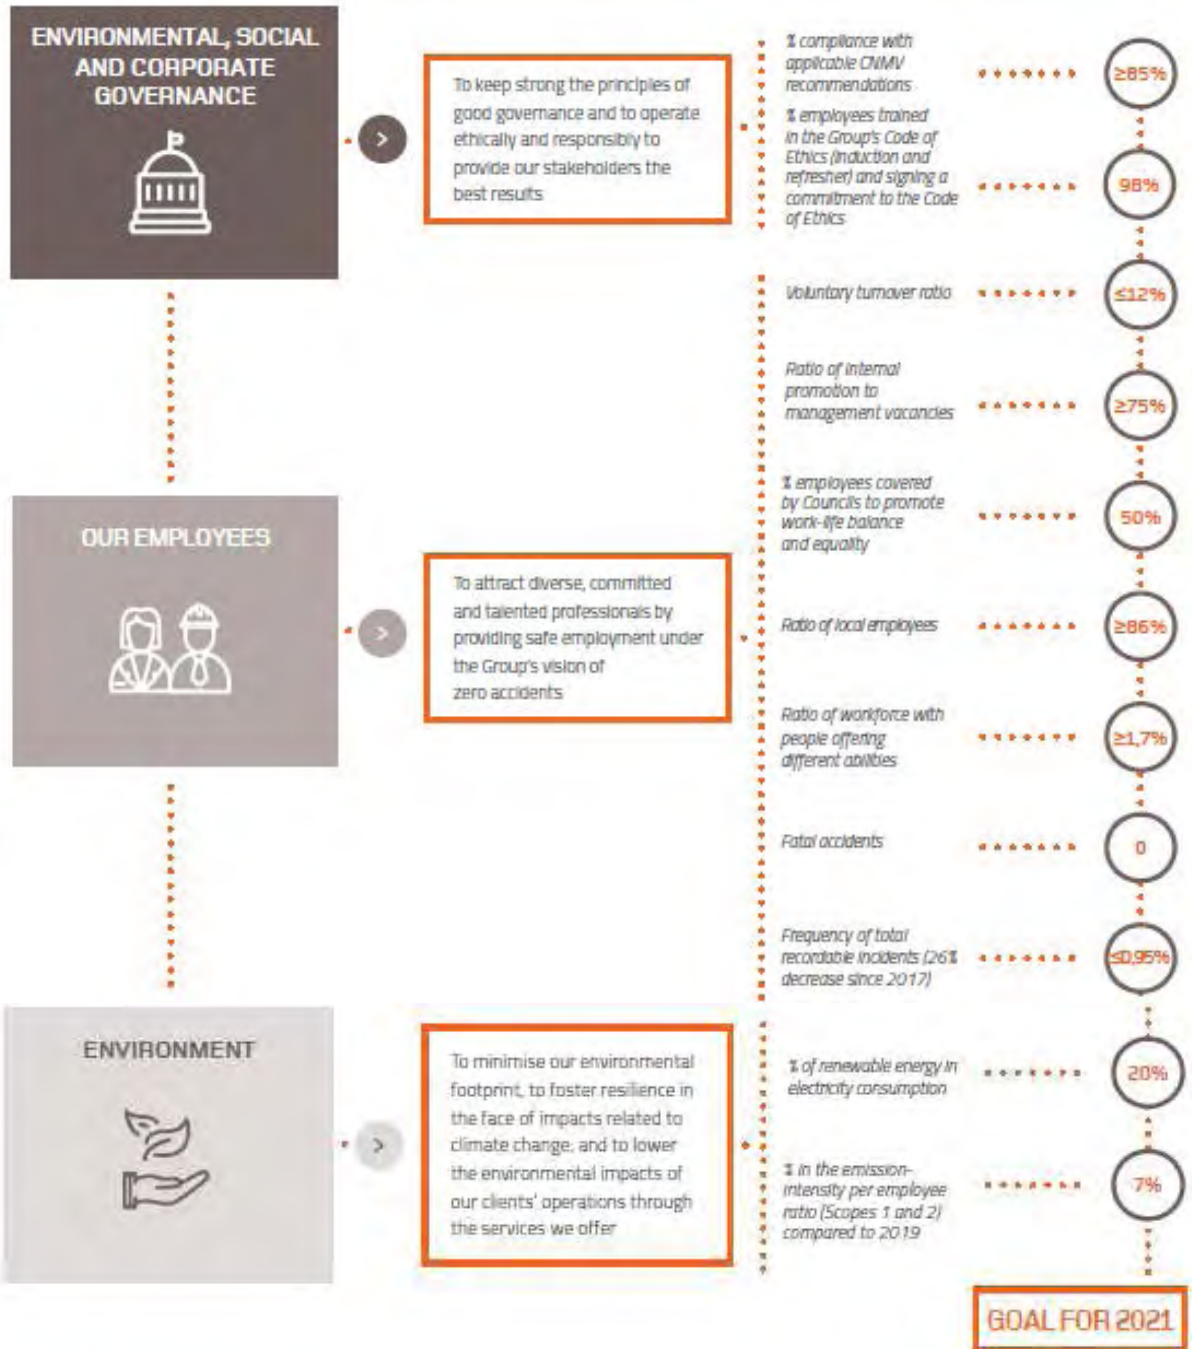 ENVIRONMENTAL, SOCIAL
AND CORPORATE
GOVERNANCE
To keep strong the principles of
good governance and to operate
ethically and responsibly to
provide our stakeholders the
best results
% compliance with
applicable CNMV
recommendations
≥85%
% employees trained
in the Group's Code of
Ethics (induction and
refresher) and signing a
commitment to the Code
of Ethics
98%
OUR EMPLOYEES
To attract diverse, committed
and talented professionals by
providing safe employment under
the Group's vision of
zero accidents
Voluntary turnover ratio
≤12%
Ratio of internal
promotion to
management vacancies
≥75%
% employees covered
by Councils to promote
work-life balance
and equality
50%
Ratio of local employees
≥86%
Ratio of workforce with
people offering
different abilities
≥1,7%
Fatal accidents
0
Frequency of total
recordable incidents (26%
decrease since 2017)
≤0,95%
ENVIRONMENT
To minimise our environmental
footprint, to foster resilience in
the face of impacts related to
climate change; and to lower
the environmental impacts of
our clients' operations through
the services we offer
% of renewable energy in
electricity consumption
20%
% in the emission-
intensity per employee
ratio (Scopes 1 and 2)
compared to 2019
7%
GOAL FOR 2021